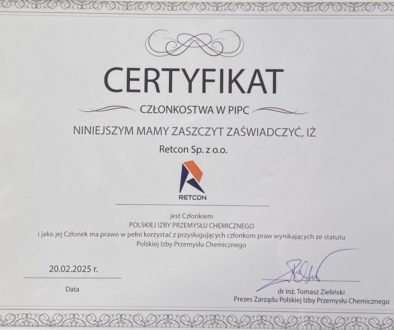 CERTYFIKAT
CZŁONKOSTWA W PIPC
NINIEJSZYM MAMY ZASZCZYT ZAŚWIADCZYĆ, IŻ
Retcon Sp. z o.o.
RETCON
jest Członkiem
POLSKIEJ IZBY PRZEMYSŁU CHEMICZNEGO
i jako jej Członek ma prawo w pełni korzystać z przysługujących członkom praw wynikających ze statutu
Polskiej Izby Przemysłu Chemicznego
20.02.2025 r.
Data
dr inż. Tomasz Zieliński
Prezes Zarządu Polskiej Izby Przemysłu Chemicznego